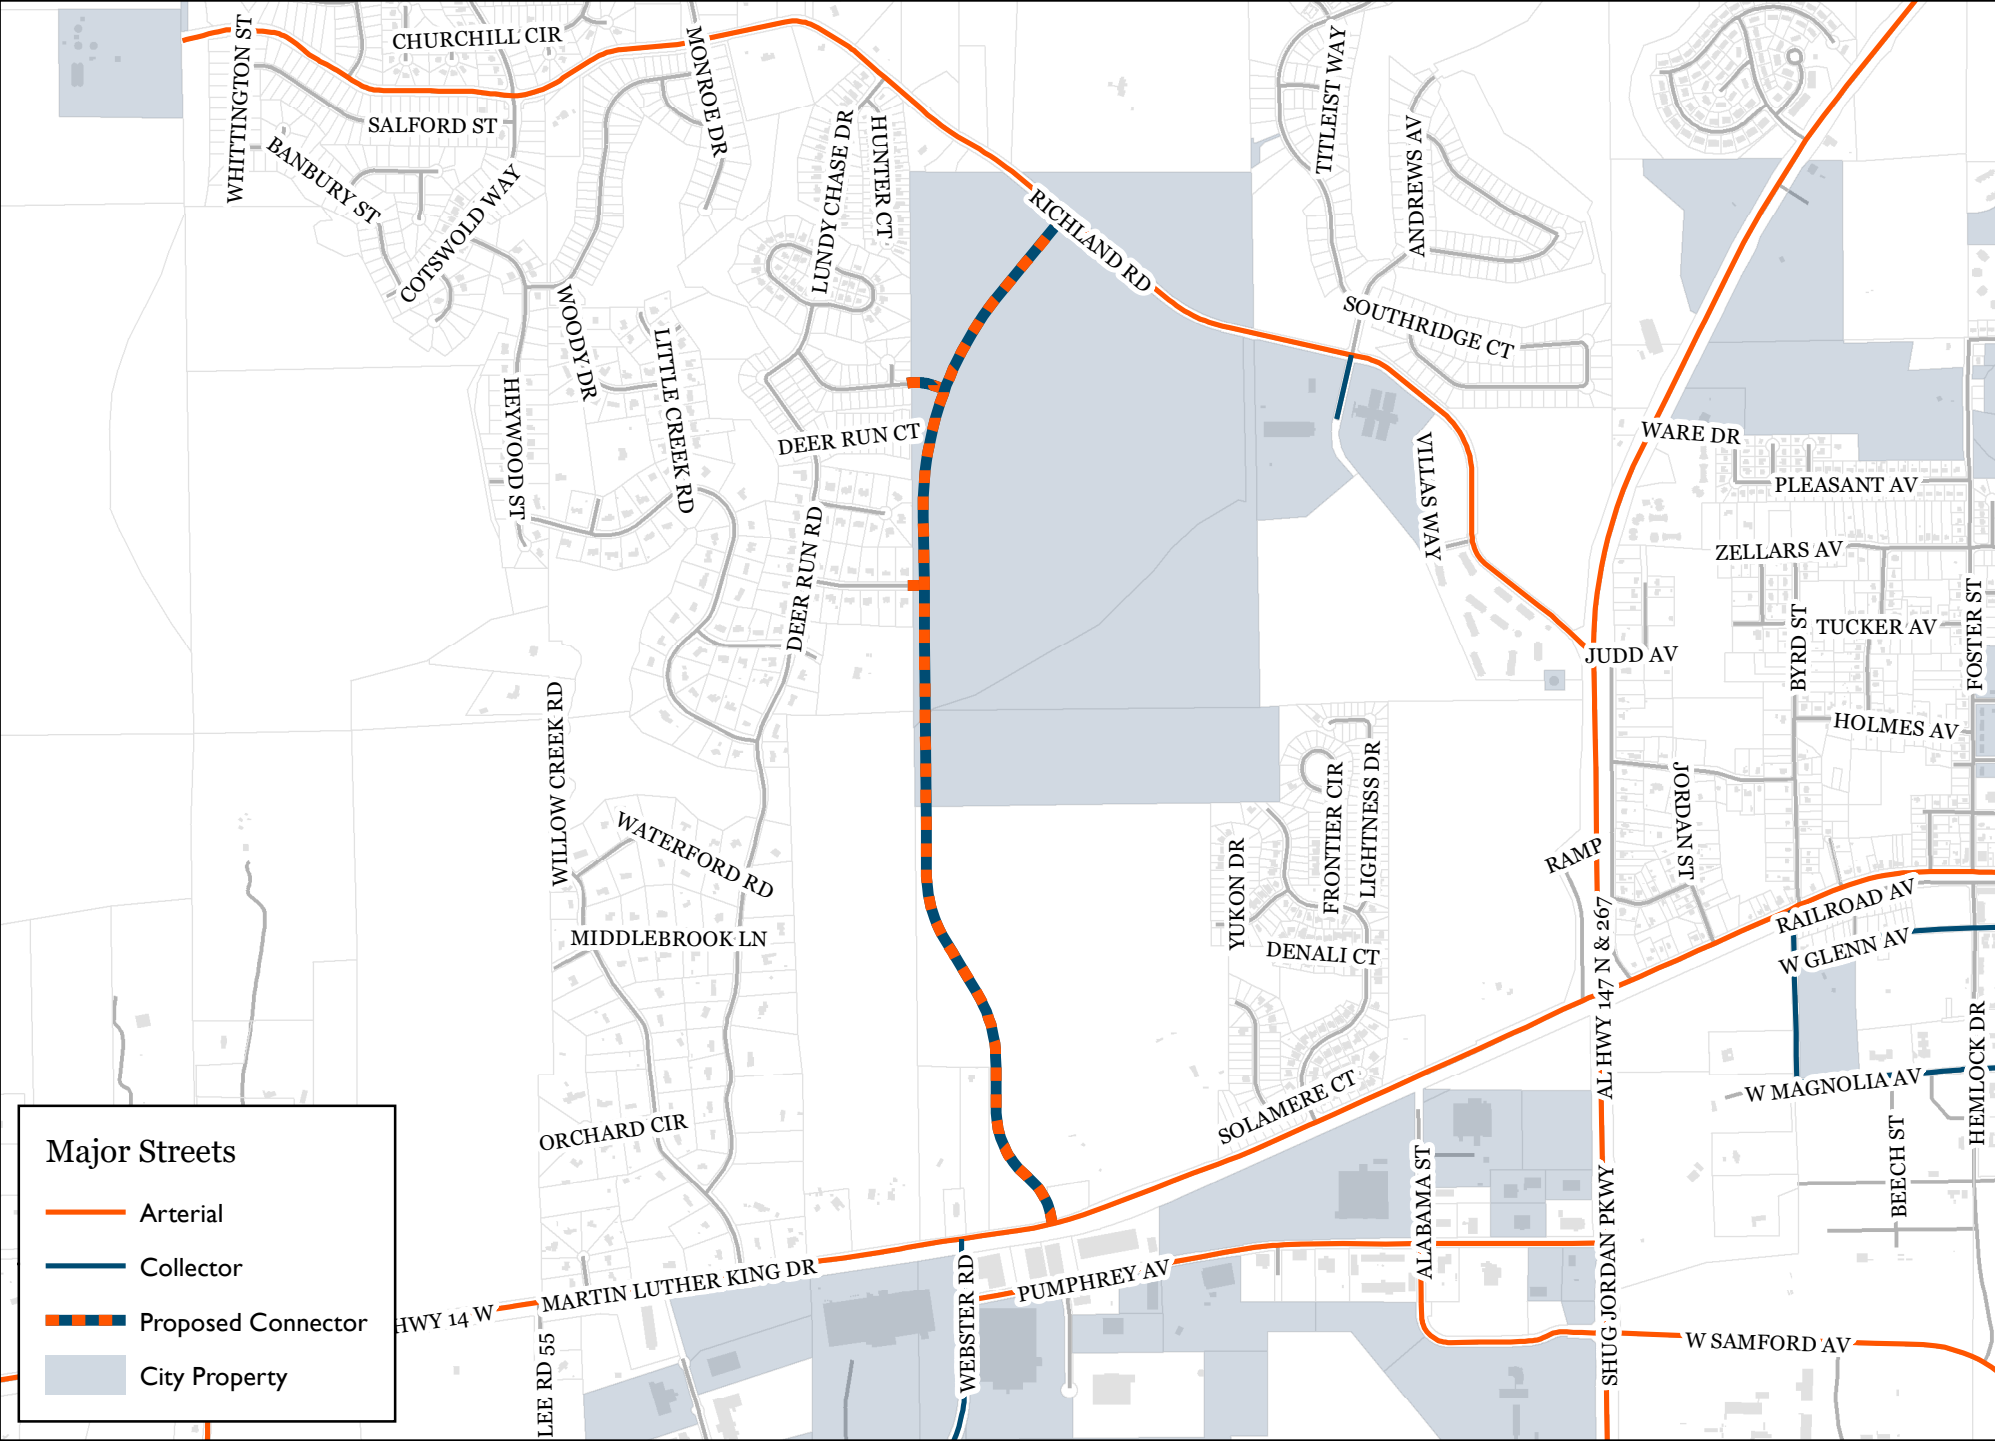 CHURCHILL CIR
WHITTINGTON ST
MONROE DR
TITLEIST WAY
SALFORD ST
BANBURY ST
COTSWOLD WAY
LUNDY CHASE DR
HUNTER CT
ANDREWS AV
RICHLAND RD
WOODY DR
LITTLE CREEK RD
HEYWOOD ST
SOUTHRIDGE CT
DEER RUN CT
DEER RUN RD
VILLAS WAY
WARE DR
PLEASANT AV
ZELLARS AV
BYRD ST
TUCKER AV
FOSTER ST
JUDD AV
HOLMES AV
WILLOW CREEK RD
WATERFORD RD
MIDDLEBROOK LN
YUKON DR
FRONTIER CIR
LIGHTNESS DR
DENALI CT
JORDAN ST
RAMP
RAILROAD AV
W GLENN AV
AL HWY 147 N & 267
W MAGNOLIA AV
HEMLOCK DR
BEECH ST
ORCHARD CIR
SOLAMERE CT
ALABAMA ST
SHUG JORDAN PKWY
HWY 14 W
MARTIN LUTHER KING DR
WEBSTER RD
PUMPHREY AV
W SAMFORD AV
LEE RD 55
Major Streets
Arterial
Collector
Proposed Connector
City Property